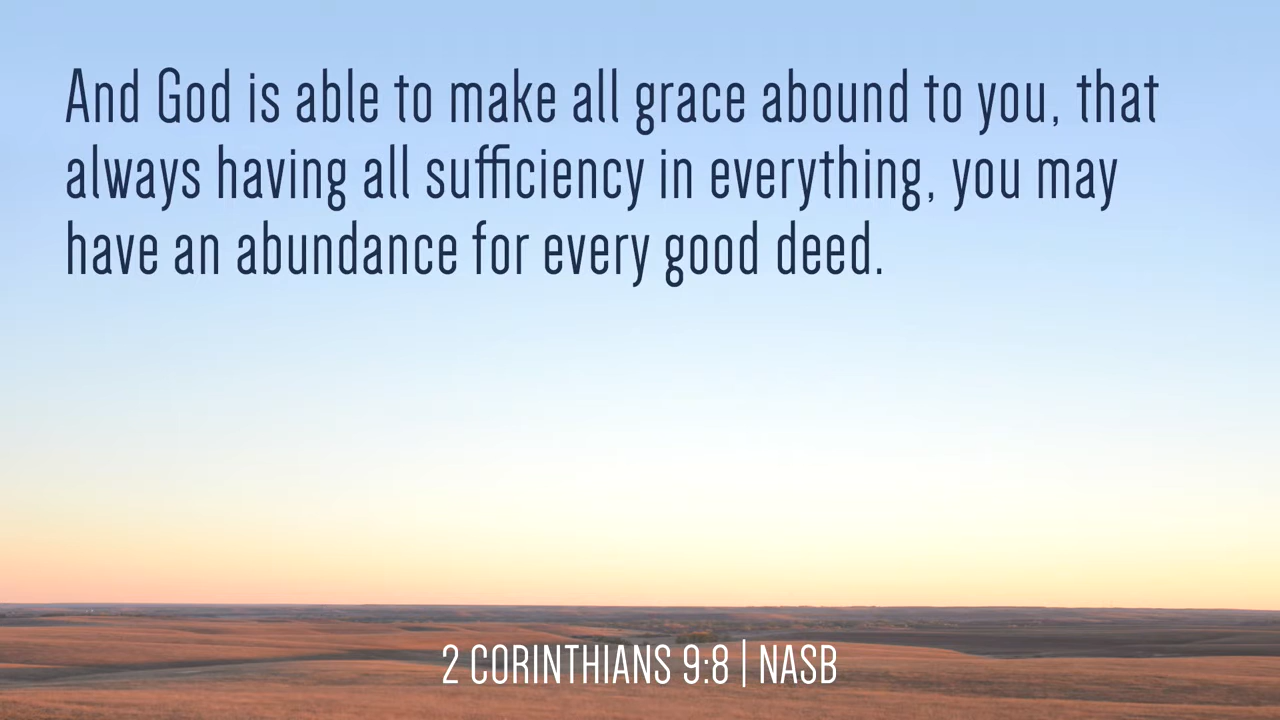 And God is able to make all grace abound to you, that
always having all sufficiency in everything, you may
have an abundance for every good deed.
2 CORINTHIANS 9:8 | NASB